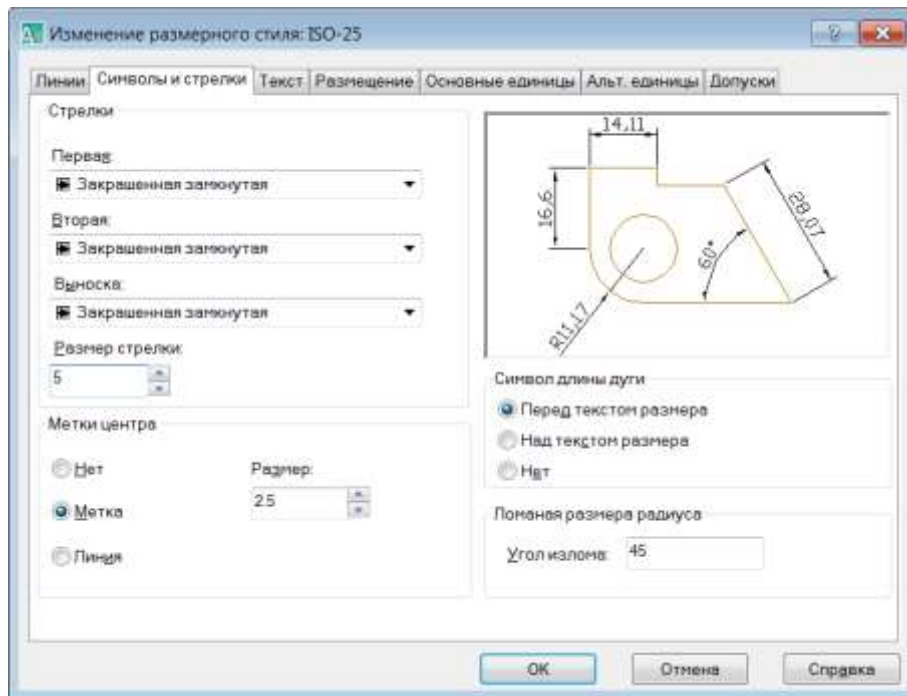 Изменение размерного стиля: ISO-25
Линии Символы и стрелки Текст Размещение Основные единицы Альт. единицы Допуски
Стрелки
Первая:
Закрашенная замкнутая
Вторая:
Закрашенная замкнутая
Выноска:
Закрашенная замкнутая
Размер стрелки:
5
Метки центра
Нет
Размер:
2.5
Метка
Линия
14,11
16,6
28,07
60°
R11,17
Символ длины дуги
Перед текстом размера
Над текстом размера
Нет
Ломаная размера радиуса
Угол излома: 45
OK Отмена Справка